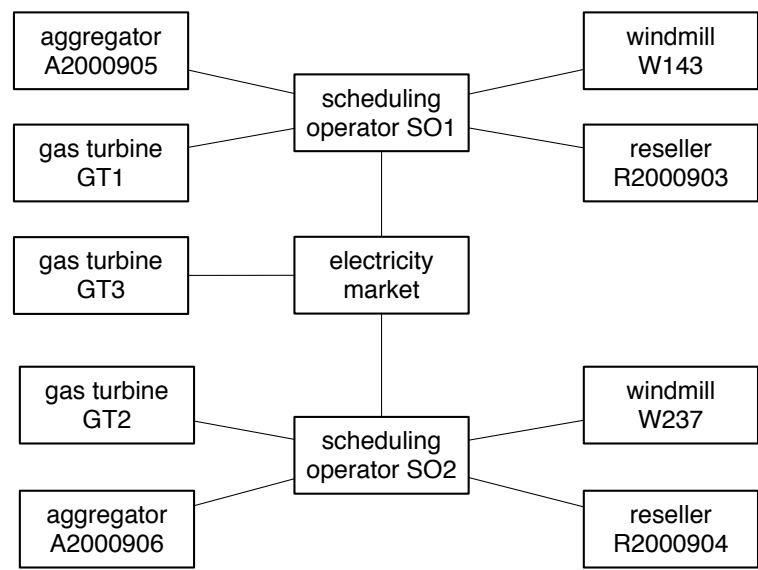 aggregator
A2000905
windmill
W143
scheduling
operator SO1
gas turbine
GT1
reseller
R2000903
gas turbine
GT3
electricity
market
gas turbine
GT2
windmill
W237
scheduling
operator SO2
aggregator
A2000906
reseller
R2000904